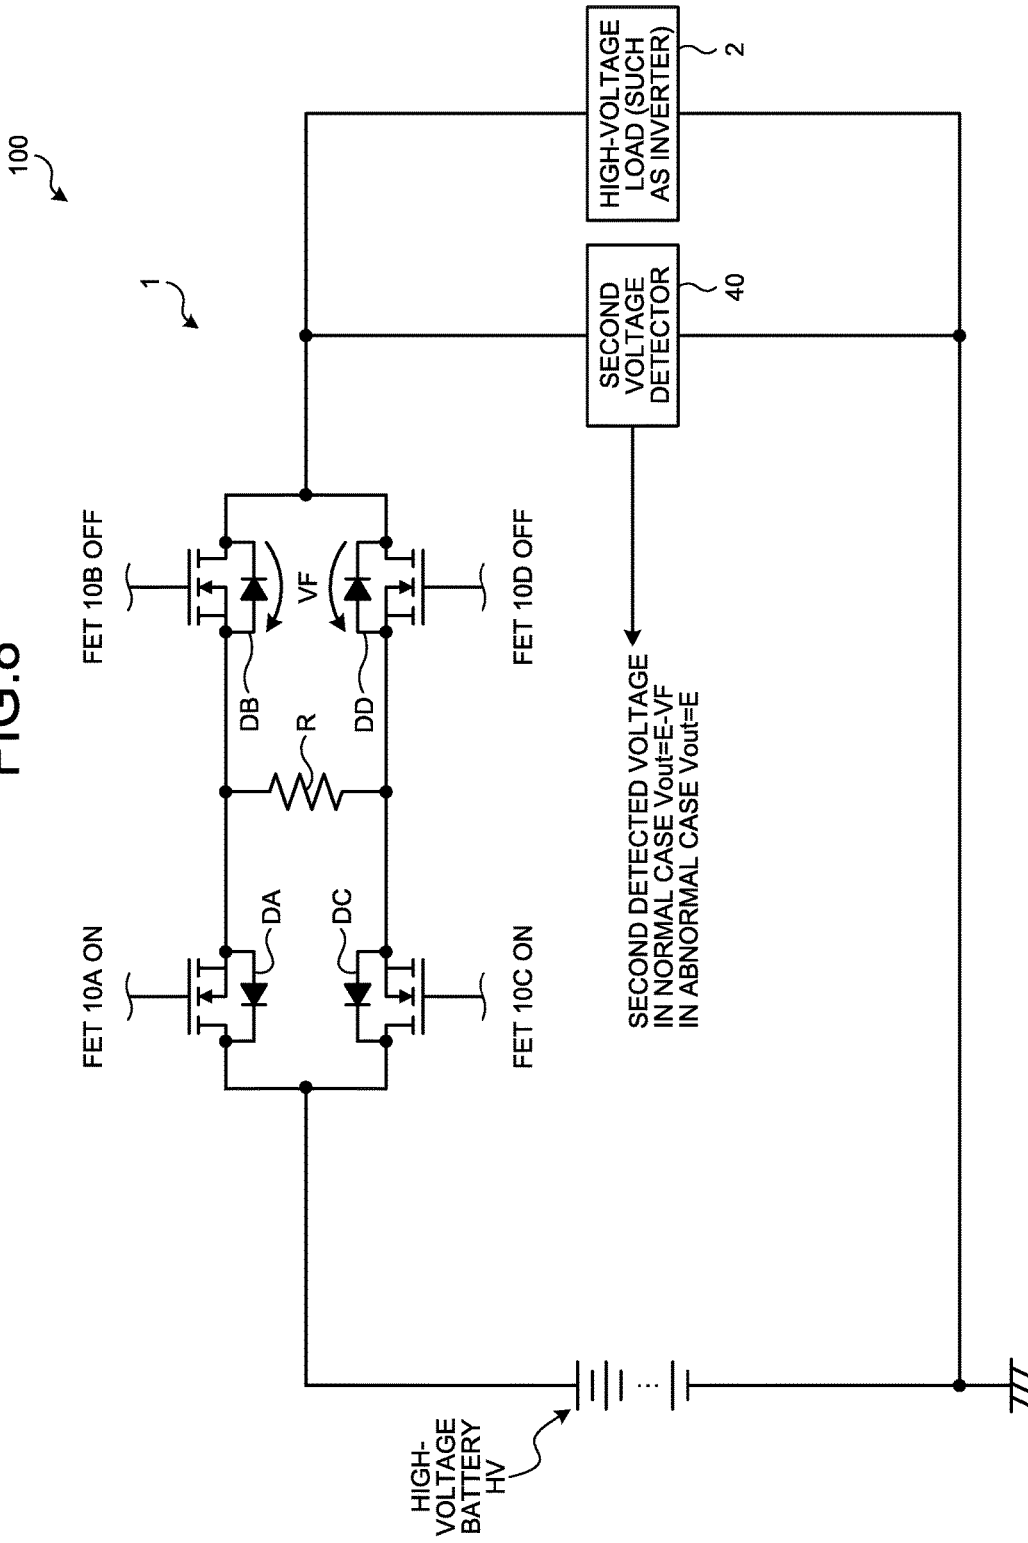 FIG.8
100
1
FET 10A ON
FET 10B OFF
DA
DB
VF
R
DC
DD
FET 10C ON
FET 10D OFF
HIGH-
VOLTAGE
BATTERY
HV
SECOND
VOLTAGE
DETECTOR
40
HIGH-VOLTAGE
LOAD (SUCH
AS INVERTER)
2
SECOND DETECTED VOLTAGE
IN NORMAL CASE Vout=E-VF
IN ABNORMAL CASE Vout=E